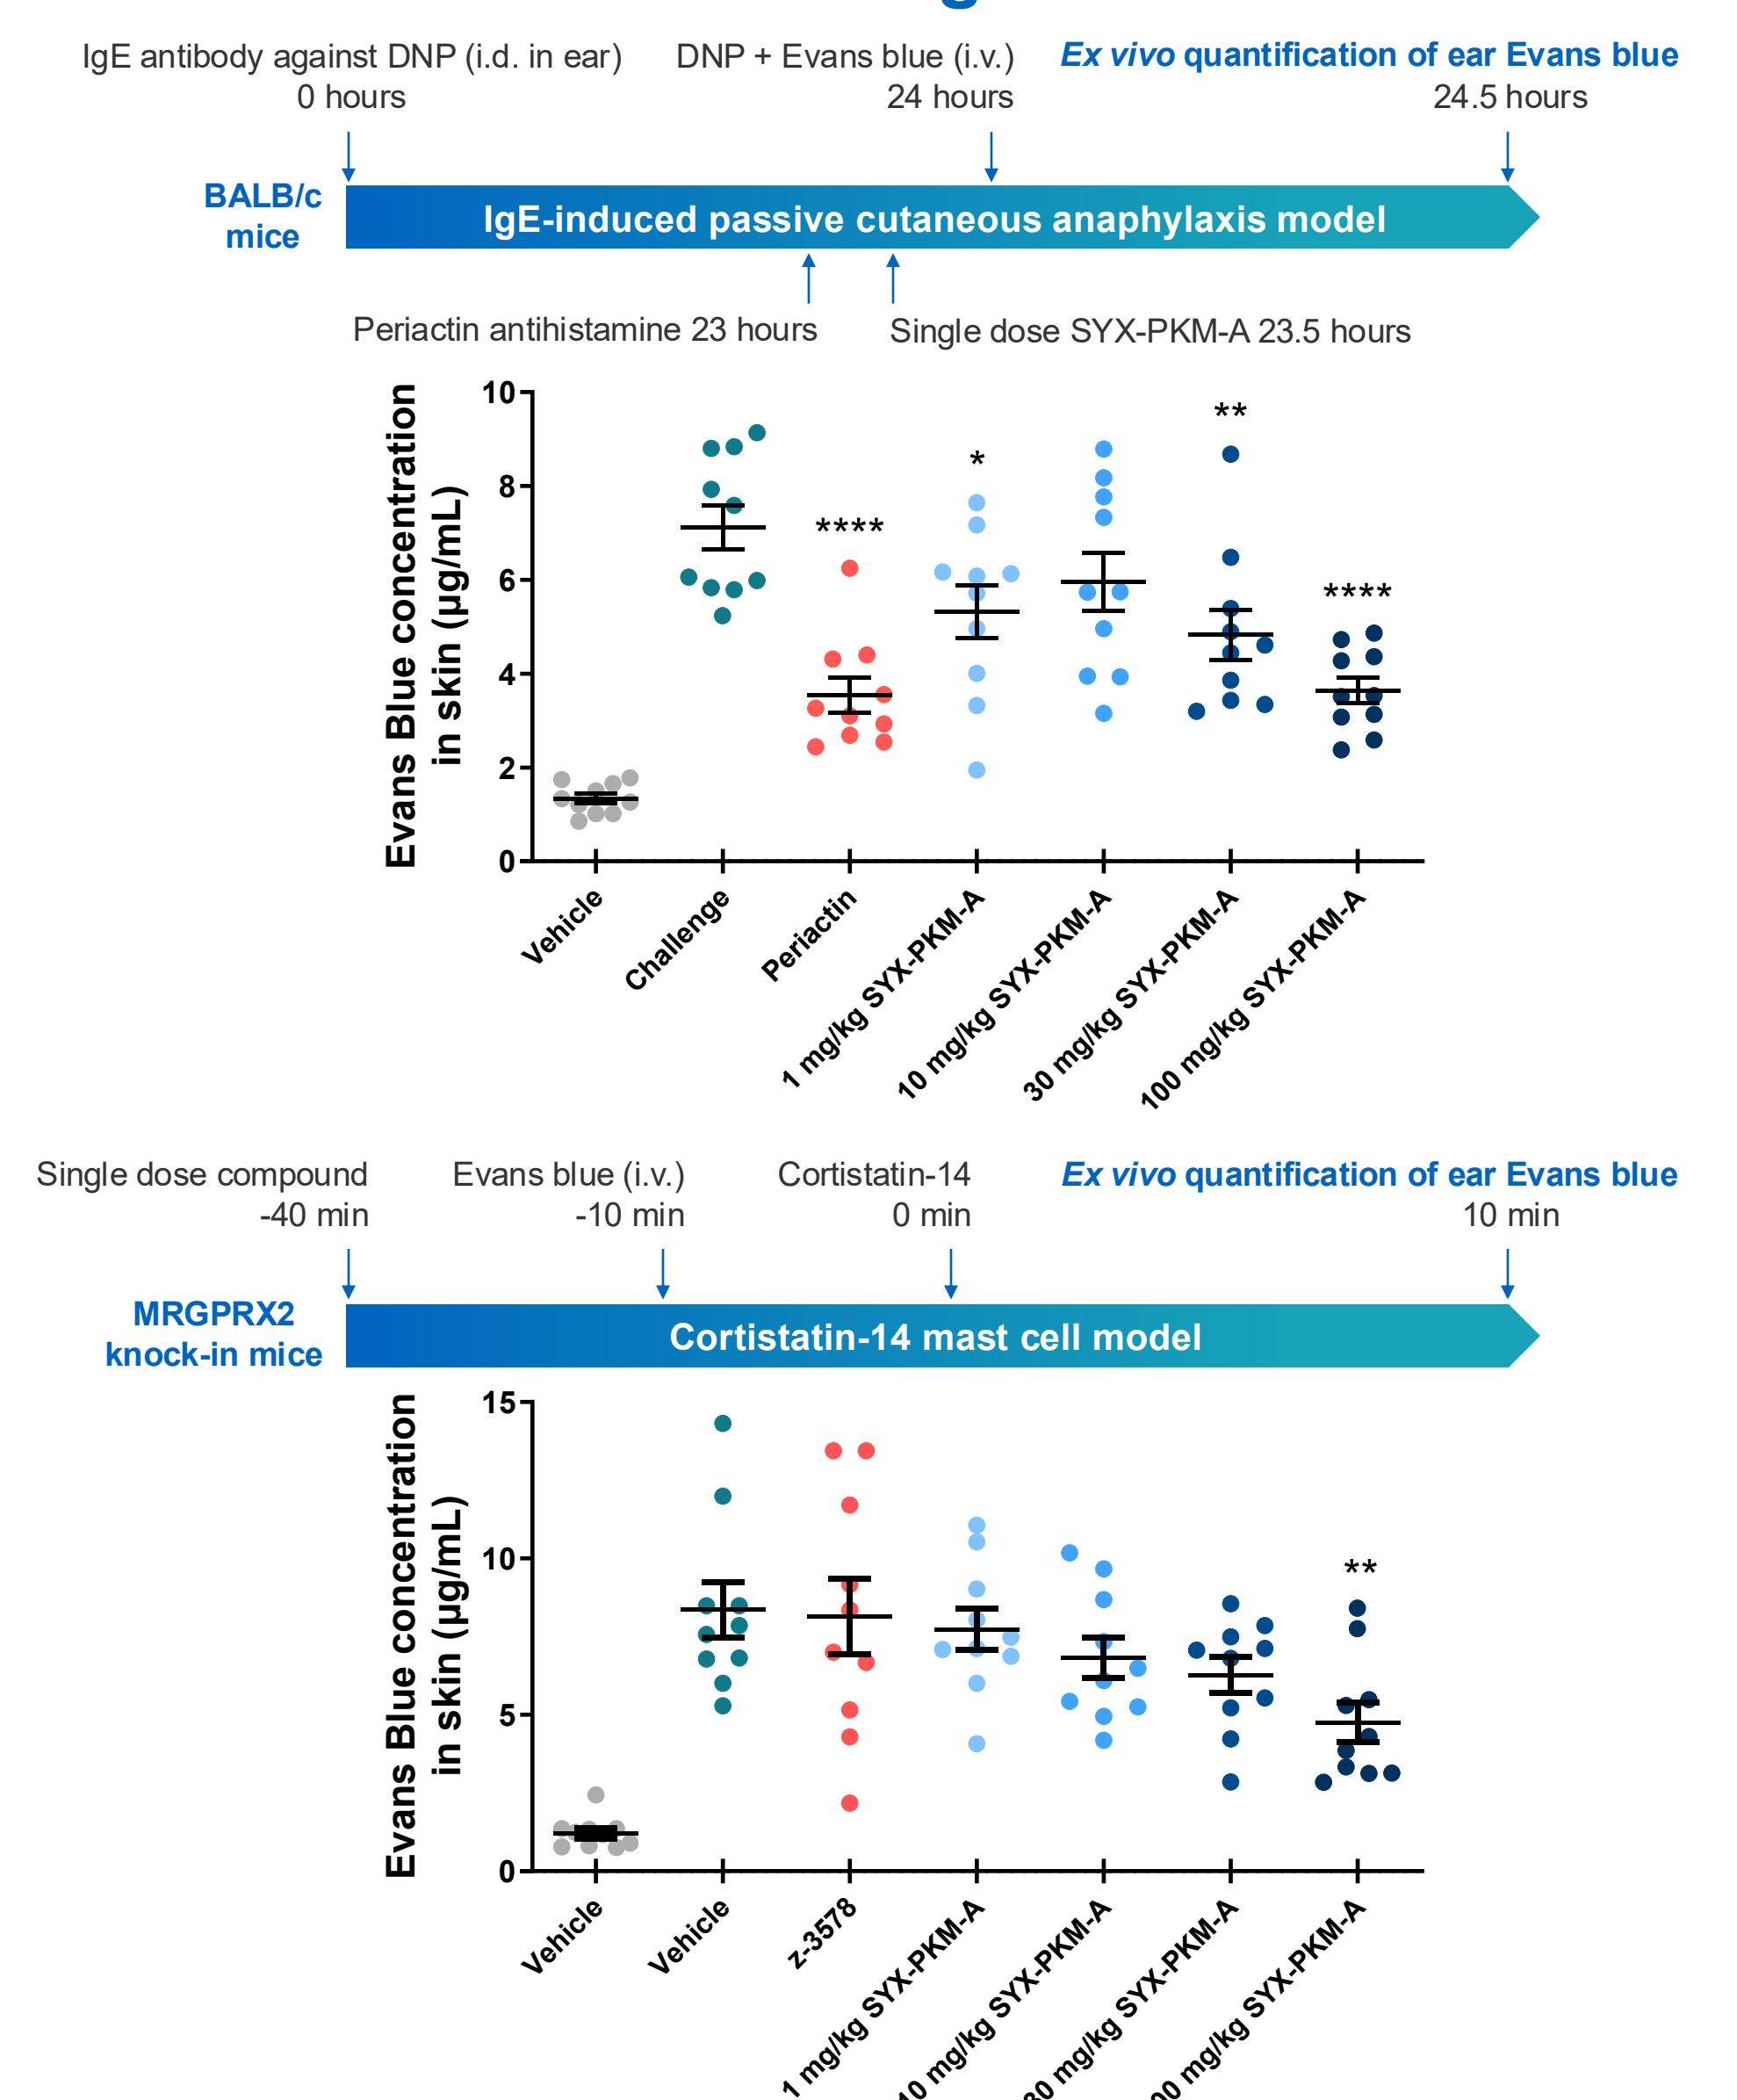 IgE antibody against DNP (i.d. in ear)
0 hours
DNP + Evans blue (i.v.)
24 hours
Ex vivo quantification of ear Evans blue
24.5 hours
BALB/c
mice
IgE-induced passive cutaneous anaphylaxis model
Periactin antihistamine 23 hours
Single dose SYX-PKM-A 23.5 hours
Evans Blue concentration
in skin (µg/mL)
10
8
6
4
2
0
****
*
**
****
Vehicle
Challenge
Periactin
1 mg/kg SYX-PKM-A
10 mg/kg SYX-PKM-A
30 mg/kg SYX-PKM-A
100 mg/kg SYX-PKM-A
Single dose compound
-40 min
Evans blue (i.v.)
-10 min
Cortistatin-14
0 min
Ex vivo quantification of ear Evans blue
10 min
MRGPRX2
knock-in mice
Cortistatin-14 mast cell model
Evans Blue concentration
in skin (µg/mL)
15
10
5
0
**
Vehicle
Vehicle
z-3578
1 mg/kg SYX-PKM-A
10 mg/kg SYX-PKM-A
mg/kg SYX-PKM-A
mg/kg SYX-PKM-A